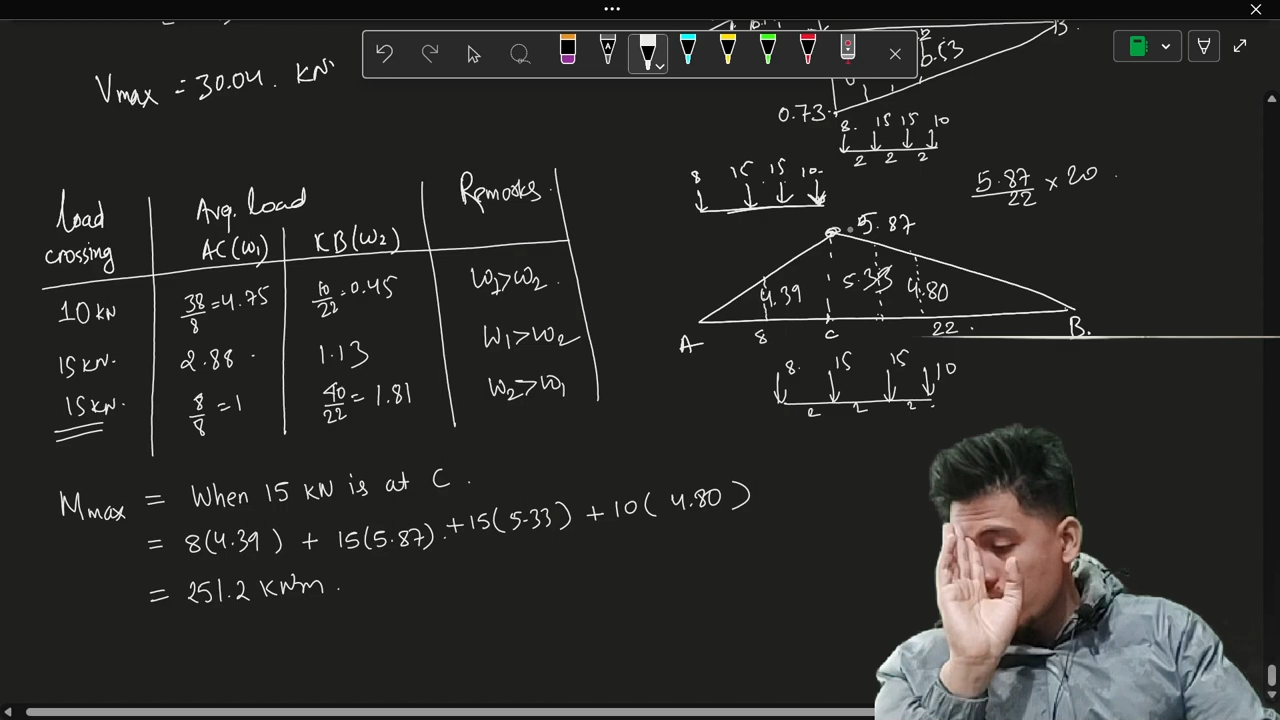 Vmax = 30.04. KN
0.53
B.
0.73
8. 15 15 10
2 2 2
8 15 15 10
5.87/22 × 20
5.87
4.39 5.33 4.80
A 8 C 22 B.
8. 15 15 10
2 2 2
Load crossing Avg. load Remarks.
AC(W1) KB(W2)
10 KN 38/8 = 4.75 10/22 = 0.45 W1>W2.
15 KN. 2.88 1.13 W1>W2
15 KN. 8/8 = 1 40/22 = 1.81 W2>W1
Mmax = When 15 KN is at C.
= 8(4.39) + 15(5.87) + 15(5.33) + 10(4.80)
= 251.2 KNm.